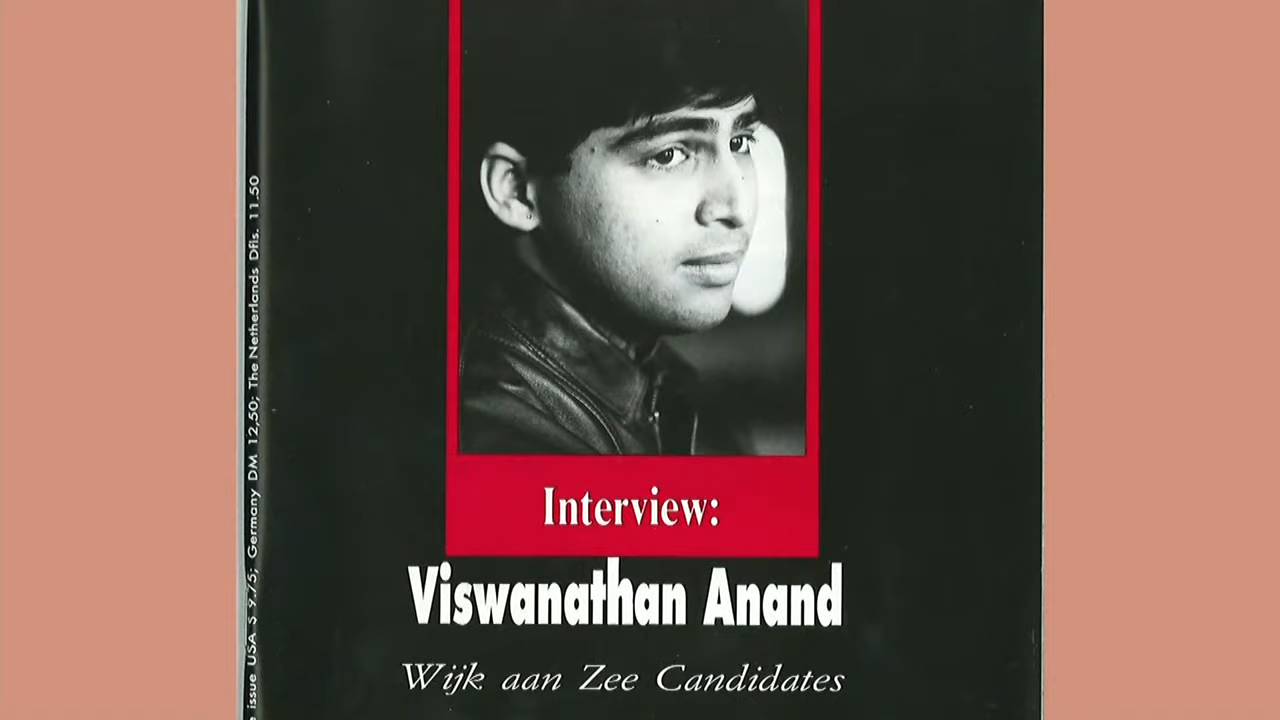 Interview:
Viswanathan Anand
Wijk aan Zee Candidates
issue USA $ 9.75; Germany DM 12,50; The Netherlands Dfls. 11.50